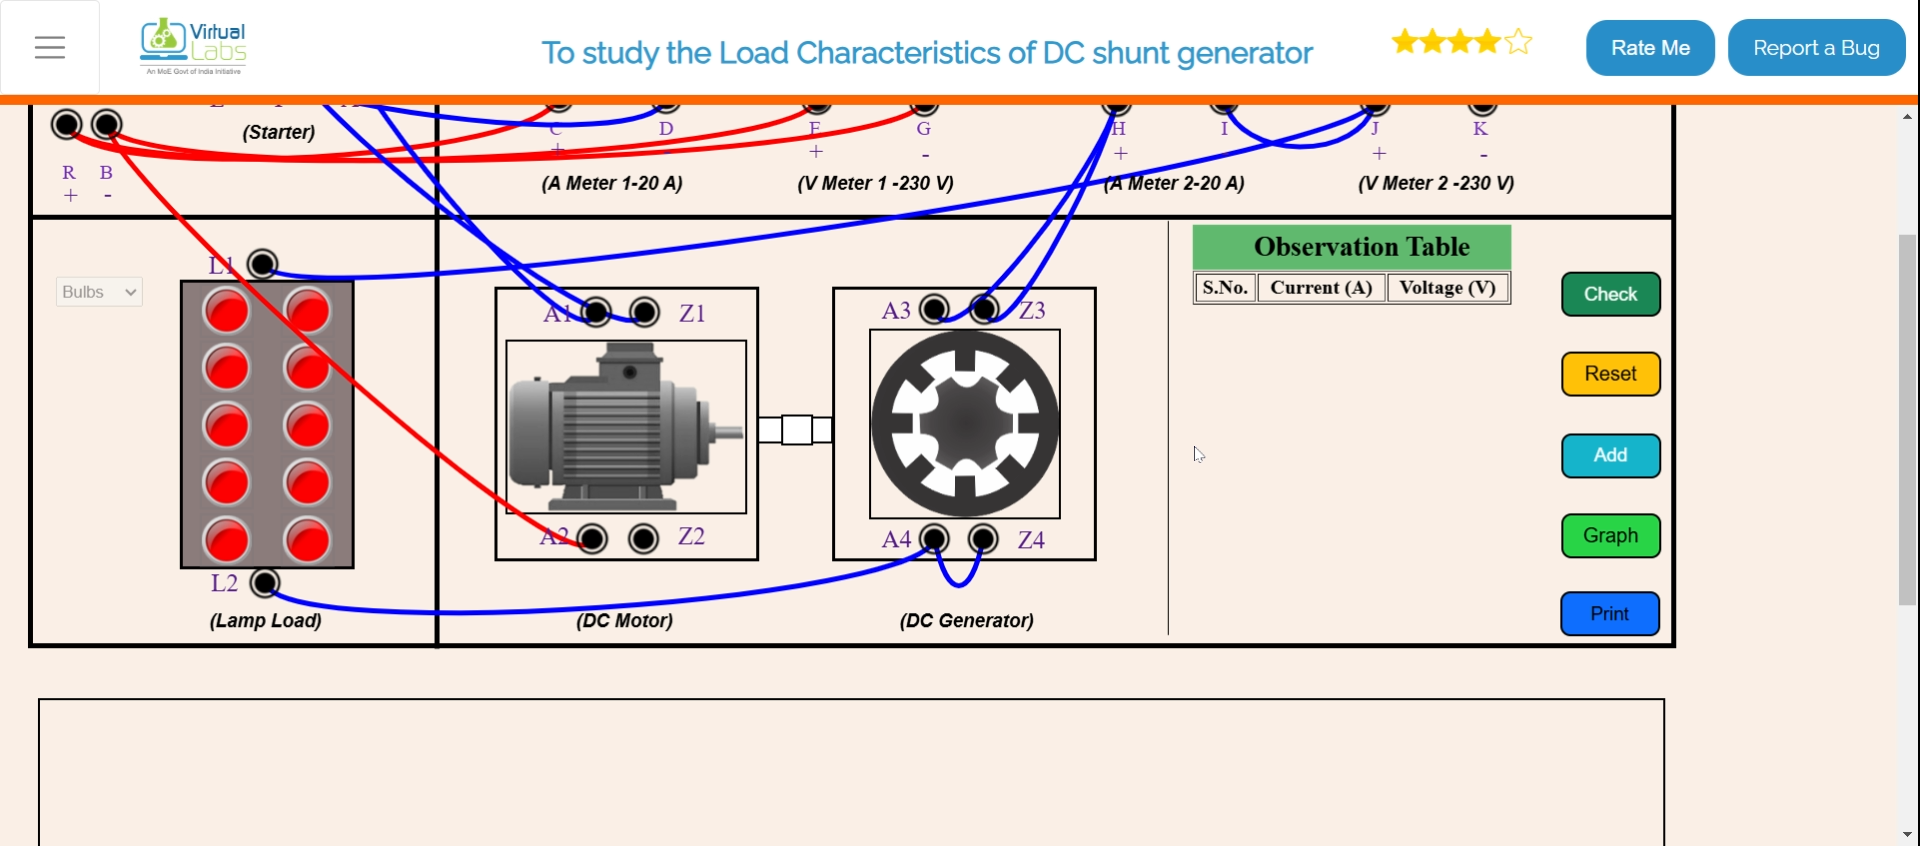 Virtual
Labs
An MoE Govt of India Initiative
To study the Load Characteristics of DC shunt generator
Rate Me
Report a Bug
(Starter)
C
D
F
G
H
I
J
K
+
+
-
+
+
-
R
B
+
-
(A Meter 1-20 A)
(V Meter 1 -230 V)
(A Meter 2-20 A)
(V Meter 2 -230 V)
Observation Table
S.No.
Current (A)
Voltage (V)
L1
Bulbs
Check
A1
Z1
A3
Z3
Reset
Add
A2
Z2
A4
Z4
Graph
L2
(Lamp Load)
(DC Motor)
(DC Generator)
Print